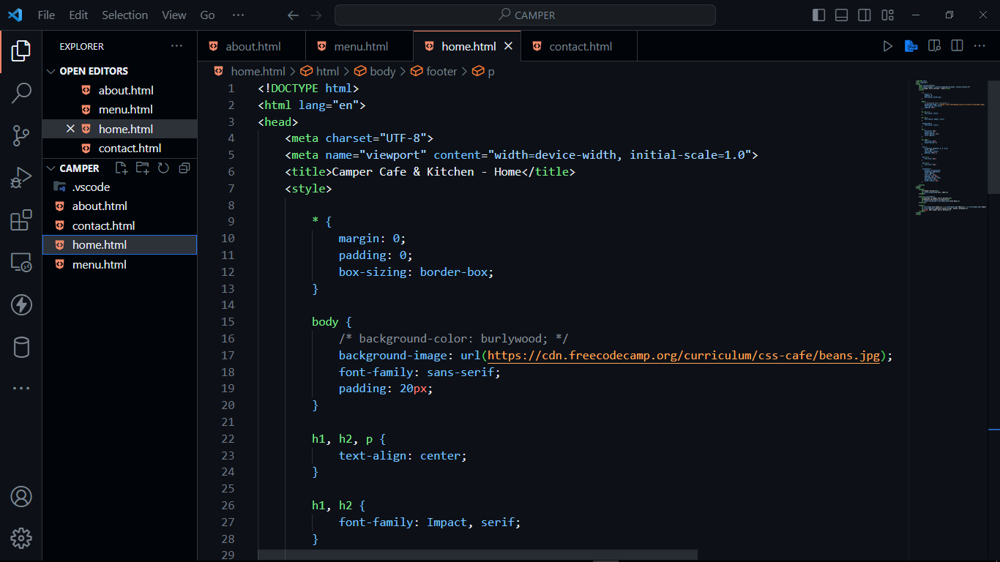 File Edit Selection View Go ··· CAMPER
EXPLORER ···
OPEN EDITORS
about.html
menu.html
home.html
contact.html
CAMPER
.vscode
about.html
contact.html
home.html
menu.html
about.html menu.html home.html contact.html
home.html > html > body > footer > p
1 <!DOCTYPE html>
2 <html lang="en">
3 <head>
4 <meta charset="UTF-8">
5 <meta name="viewport" content="width=device-width, initial-scale=1.0">
6 <title>Camper Cafe & Kitchen - Home</title>
7 <style>
8
9 * {
10 margin: 0;
11 padding: 0;
12 box-sizing: border-box;
13 }
14
15 body {
16 /* background-color: burlywood; */
17 background-image: url(https://cdn.freecodecamp.org/curriculum/css-cafe/beans.jpg);
18 font-family: sans-serif;
19 padding: 20px;
20 }
21
22 h1, h2, p {
23 text-align: center;
24 }
25
26 h1, h2 {
27 font-family: Impact, serif;
28 }
29